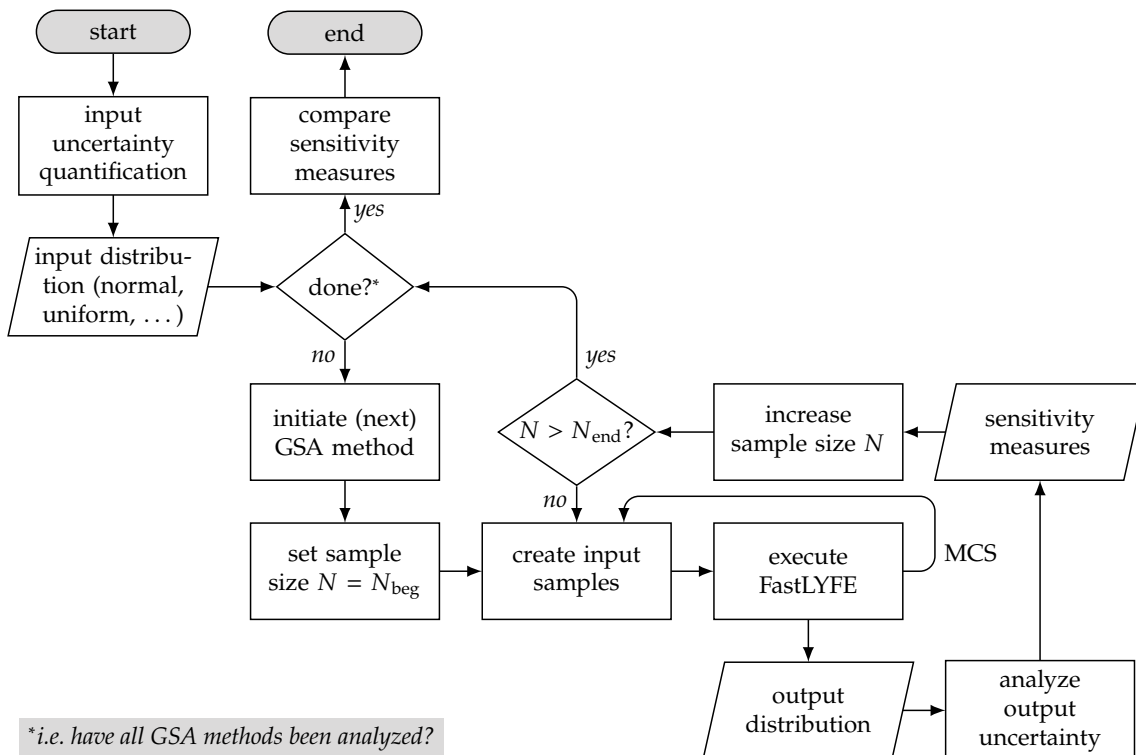 start
end
input
uncertainty
quantification
compare
sensitivity
measures
yes
input distribu-
tion (normal,
uniform, . . . )
done?*
no
yes
initiate (next)
GSA method
N > N_end?
increase
sample size N
sensitivity
measures
no
set sample
size N = N_beg
create input
samples
execute
FastLYFE
MCS
output
distribution
analyze
output
uncertainty
*i.e. have all GSA methods been analyzed?